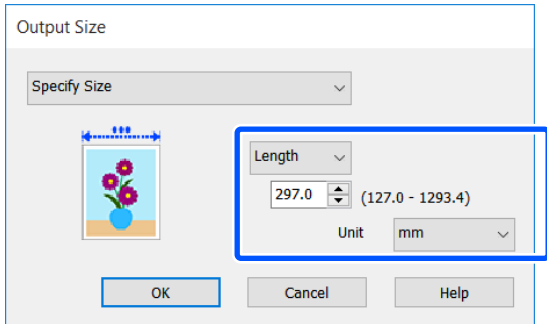 Output Size
Specify Size
Length
297.0 (127.0 - 1293.4)
Unit mm
OK Cancel Help